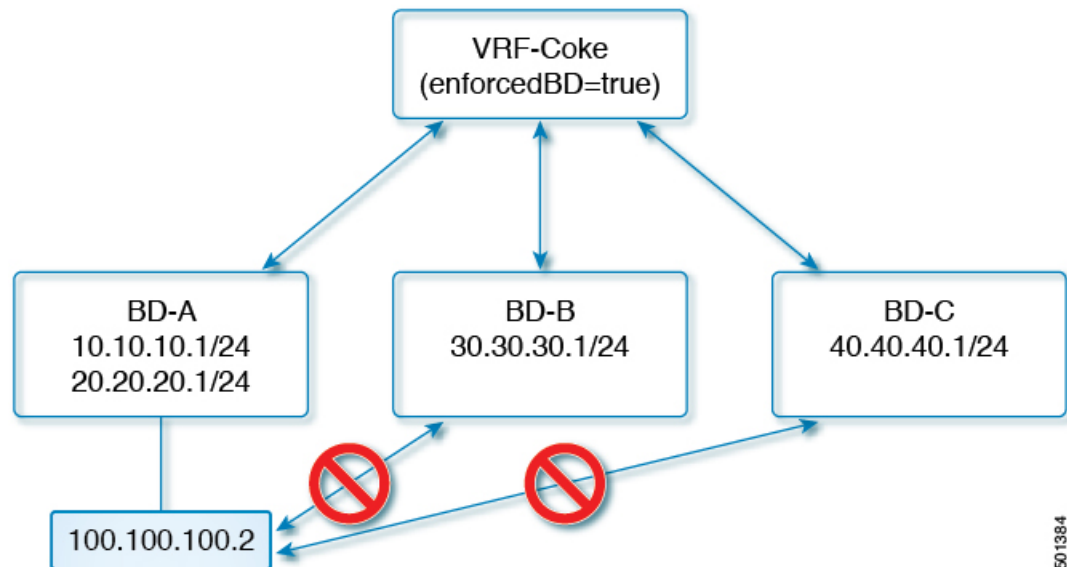 VRF-Coke
(enforcedBD=true)
BD-A
10.10.10.1/24
20.20.20.1/24
BD-B
30.30.30.1/24
BD-C
40.40.40.1/24
100.100.100.2
501384